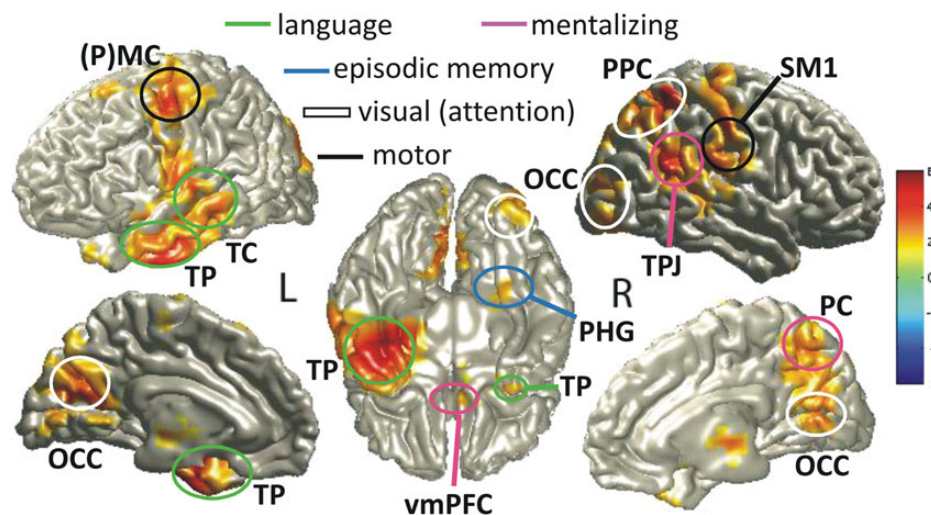 language
mentalizing
episodic memory
visual (attention)
motor
(P)MC
TC
TP
L
PPC
SM1
OCC
TPJ
R
PHG
TP
TP
vmPFC
OCC
TP
PC
OCC